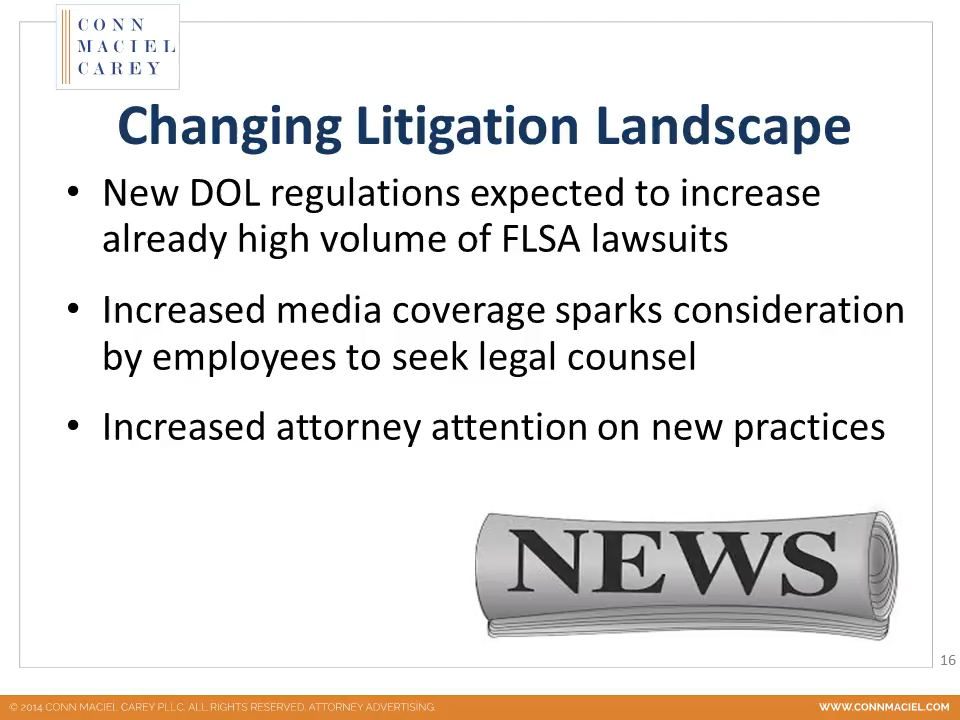 CONN
MACIEL
CAREY
Changing Litigation Landscape
• New DOL regulations expected to increase
already high volume of FLSA lawsuits
• Increased media coverage sparks consideration
by employees to seek legal counsel
• Increased attorney attention on new practices
NEWS
16
© 2014 CONN MACIEL CAREY PLLC. ALL RIGHTS RESERVED. ATTORNEY ADVERTISING.
WWW.CONNMACIEL.COM